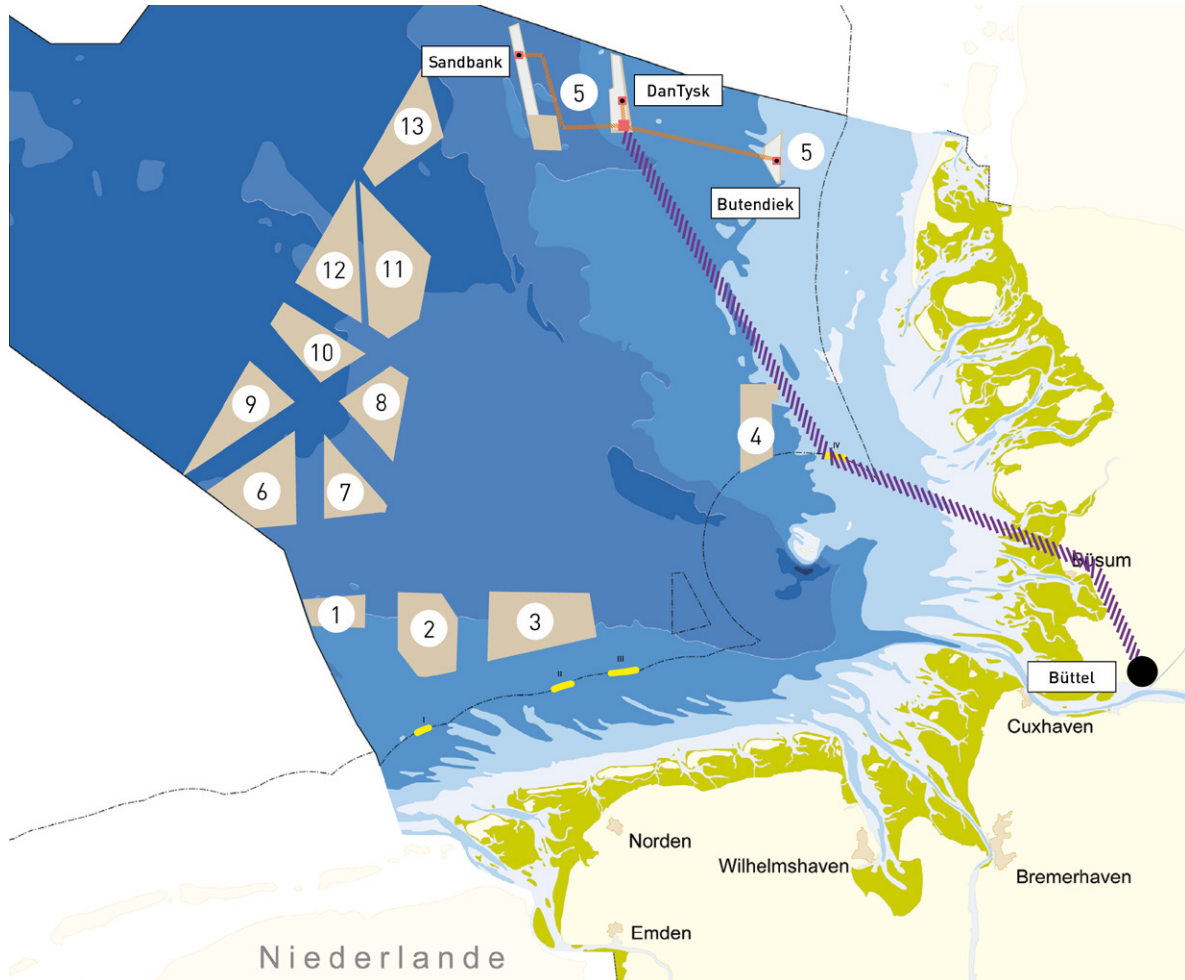 Sandbank
5
DanTysk
13
5
Butendiek
12
11
10
9
8
4
IV
6
7
Büsum
1
2
3
III
II
Büttel
I
Cuxhaven
Norden
Wilhelmshaven
Bremerhaven
Emden
Niederlande